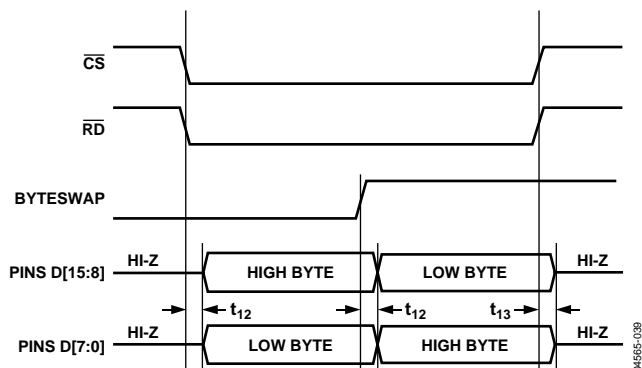 CS
RD
BYTESWAP
PINS D[15:8] HI-Z HIGH BYTE LOW BYTE HI-Z
t12 t12 t13
PINS D[7:0] HI-Z LOW BYTE HIGH BYTE HI-Z
04565-039